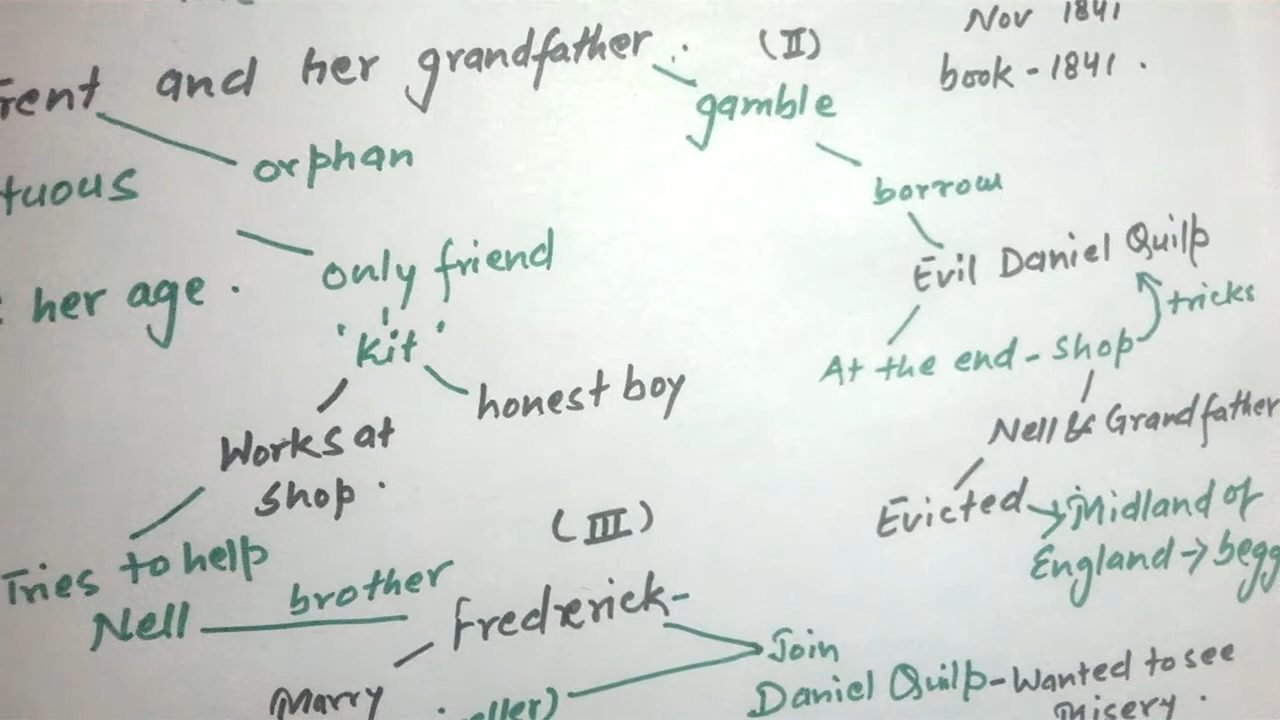 Nov 1841
book - 1841 .
and her grandfather . (II)
gamble
orphan
borrow
tuous
only friend
Evil Daniel Quilp
her age .
'Kit'
tricks
At the end - Shop
honest boy
Nell & Grandfather
Works at
shop .
Evicted → Midland of
England → begg
(III)
Tries to help
Nell brother Frederick -
Join
Daniel Quilp - Wanted to see
Misery .
Marry
eller)